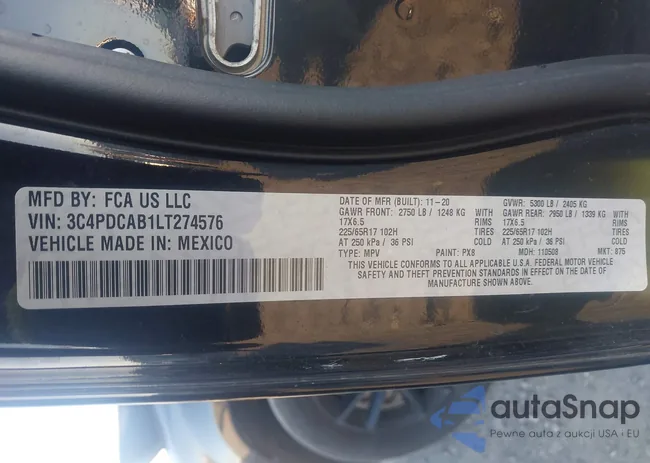 MFD BY: FCA US LLC
VIN: 3C4PDCAB1LT274576
VEHICLE MADE IN: MEXICO
DATE OF MFR (BUILT): 11-20
GVWR: 5300 LB / 2405 KG
GAWR FRONT: 2750 LB / 1248 KG
GAWR REAR: 7950 LB / 1339 KG
17X6.5 RIMS
17X6.5 RIMS
225/65R17 102H TIRES
225/65R17 102H TIRES
AT 250 kPa / 36 PSI COLD
AT 250 kPa / 36 PSI COLD
TYPE: MPV PAINT: PX8 MDH: 110508 MKT: 875
THIS VEHICLE CONFORMS TO ALL APPLICABLE U.S.A. FEDERAL MOTOR VEHICLE
SAFETY AND THEFT PREVENTION STANDARDS IN EFFECT ON THE DATE OF
MANUFACTURE SHOWN ABOVE.
autaSnap
Pewne auta z aukcji USA i EU